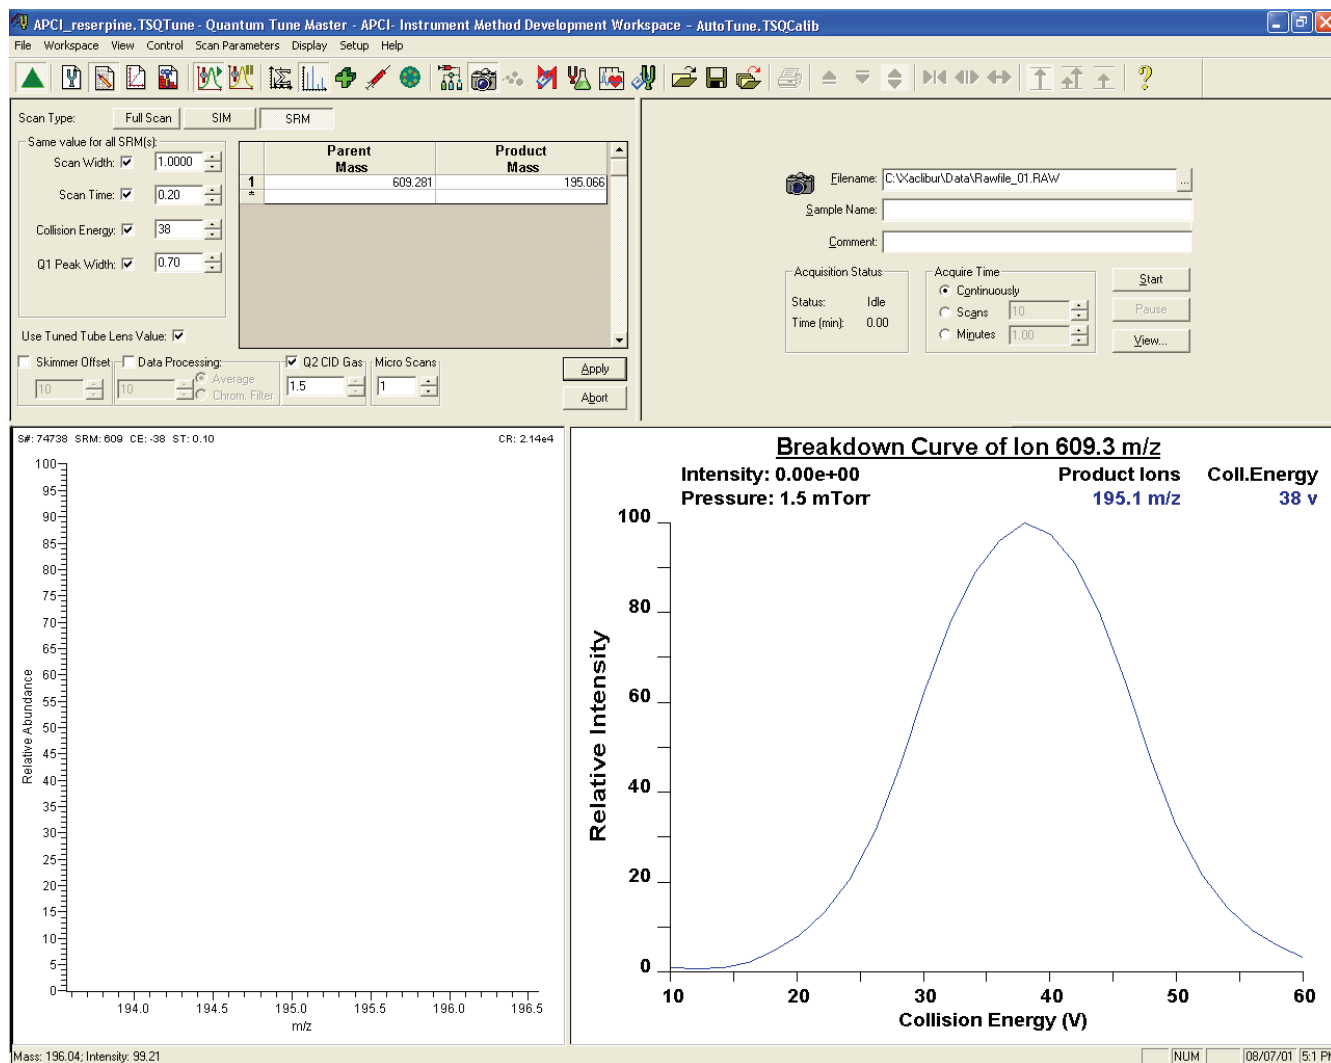 APCI_reserpine.TSQTune - Quantum Tune Master - APCI- Instrument Method Development Workspace - AutoTune.TSQCalib
File Workspace View Control Scan Parameters Display Setup Help
Scan Type: Full Scan SIM SRM
Same value for all SRM(s):
Scan Width: 1.0000
Scan Time: 0.20
Collision Energy: 38
Q1 Peak Width: 0.70
Parent Mass Product Mass
1 609.281 195.066
*
Use Tuned Tube Lens Value:
Skimmer Offset Data Processing: Q2 CID Gas Micro Scans
10 10 Average 1.5 1
Chrom. Filter
Apply
Abort
Filename: C:\Xcalibur\Data\Rawfile_01.RAW ...
Sample Name:
Comment:
Acquisition Status
Status: Idle
Time (min): 0.00
Acquire Time
Continuously
Scans 10
Minutes 1.00
Start
Pause
View...
S#: 74738 SRM: 609 CE: -38 ST: 0.10 CR: 2.14e4
100
95
90
85
80
75
70
65
60
55
50
45
40
35
30
25
20
15
10
5
0
Relative Abundance
194.0 194.5 195.0 195.5 196.0 196.5
m/z
Breakdown Curve of Ion 609.3 m/z
Intensity: 0.00e+00 Product Ions Coll.Energy
Pressure: 1.5 mTorr 195.1 m/z 38 v
100
80
60
40
20
0
Relative Intensity
10 20 30 40 50 60
Collision Energy (V)
Mass: 196.04; Intensity: 99.21 NUM 08/07/01 5:1 PM